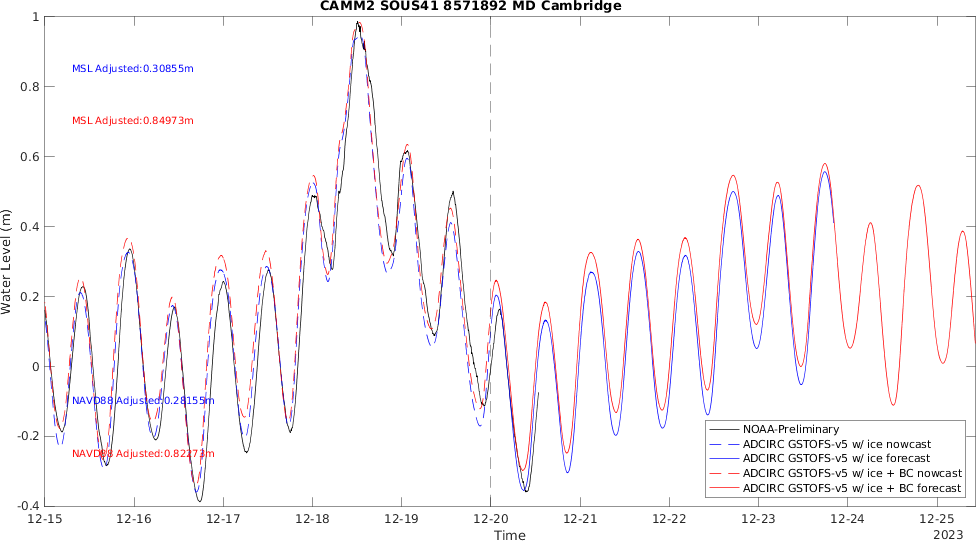 CAMM2 SOUS41 8571892 MD Cambridge
1
0.8
0.6
0.4
0.2
0
-0.2
-0.4
Water Level (m)
MSL Adjusted:0.30855m
MSL Adjusted:0.84973m
NAVD88 Adjusted:0.28155m
NAVD88 Adjusted:0.82273m
NOAA-Preliminary
ADCIRC GSTOFS-v5 w/ ice nowcast
ADCIRC GSTOFS-v5 w/ ice forecast
ADCIRC GSTOFS-v5 w/ ice + BC nowcast
ADCIRC GSTOFS-v5 w/ ice + BC forecast
12-15 12-16 12-17 12-18 12-19 12-20 12-21 12-22 12-23 12-24 12-25
Time
2023